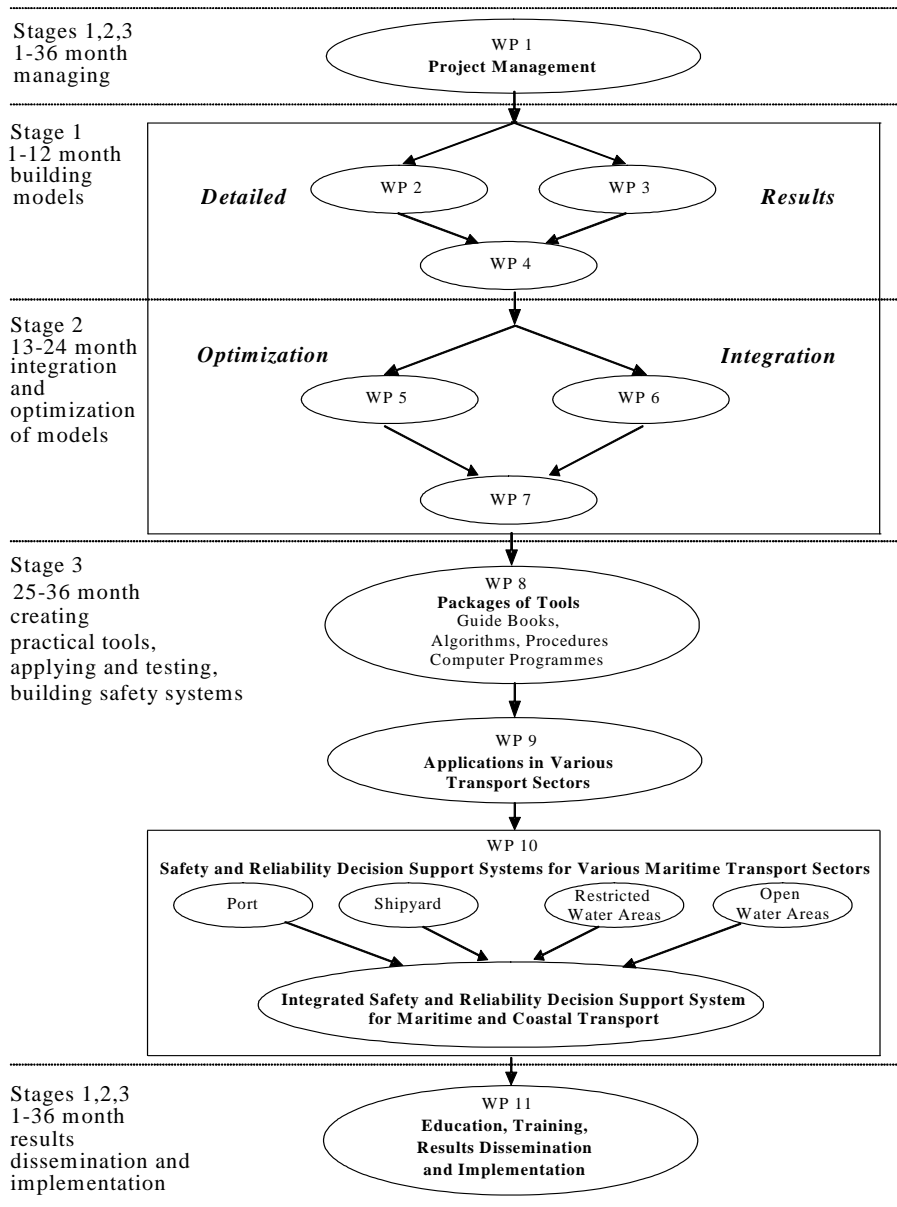 Stages 1,2,3
1-36 month
managing
WP 1
Project Management
Stage 1
1-12 month
building
models
Detailed
WP 2
WP 3
Results
WP 4
Stage 2
13-24 month
integration
and
optimization
of models
Optimization
Integration
WP 5
WP 6
WP 7
Stage 3
25-36 month
creating
practical tools,
applying and testing,
building safety systems
WP 8
Packages of Tools
Guide Books,
Algorithms, Procedures
Computer Programmes
WP 9
Applications in Various
Transport Sectors
WP 10
Safety and Reliability Decision Support Systems for Various Maritime Transport Sectors
Port
Shipyard
Restricted
Water Areas
Open
Water Areas
Integrated Safety and Reliability Decision Support System
for Maritime and Coastal Transport
Stages 1,2,3
1-36 month
results
dissemination and
implementation
WP 11
Education, Training,
Results Dissemination
and Implementation